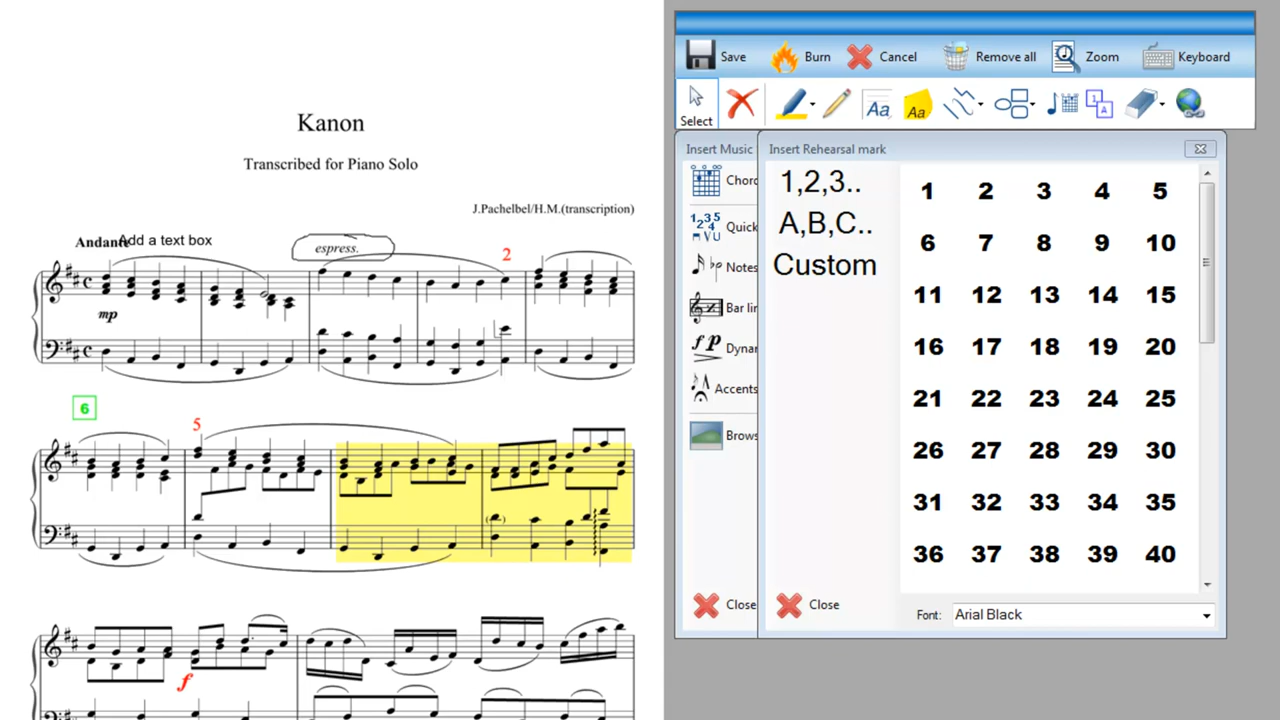 Kanon
Transcribed for Piano Solo
J.Pachelbel/H.M.(transcription)
Andante
Add a text box
espress.
2
mp
6
5
f
Save
Burn
Cancel
Remove all
Zoom
Keyboard
Select
Aa
Aa
1
A
Insert Music
Insert Rehearsal mark
Chord
Quick
Notes
Bar lin
Dynar
Accents
Brows
Close
1,2,3..
A,B,C..
Custom
Close
1 2 3 4 5
6 7 8 9 10
11 12 13 14 15
16 17 18 19 20
21 22 23 24 25
26 27 28 29 30
31 32 33 34 35
36 37 38 39 40
Font: Arial Black